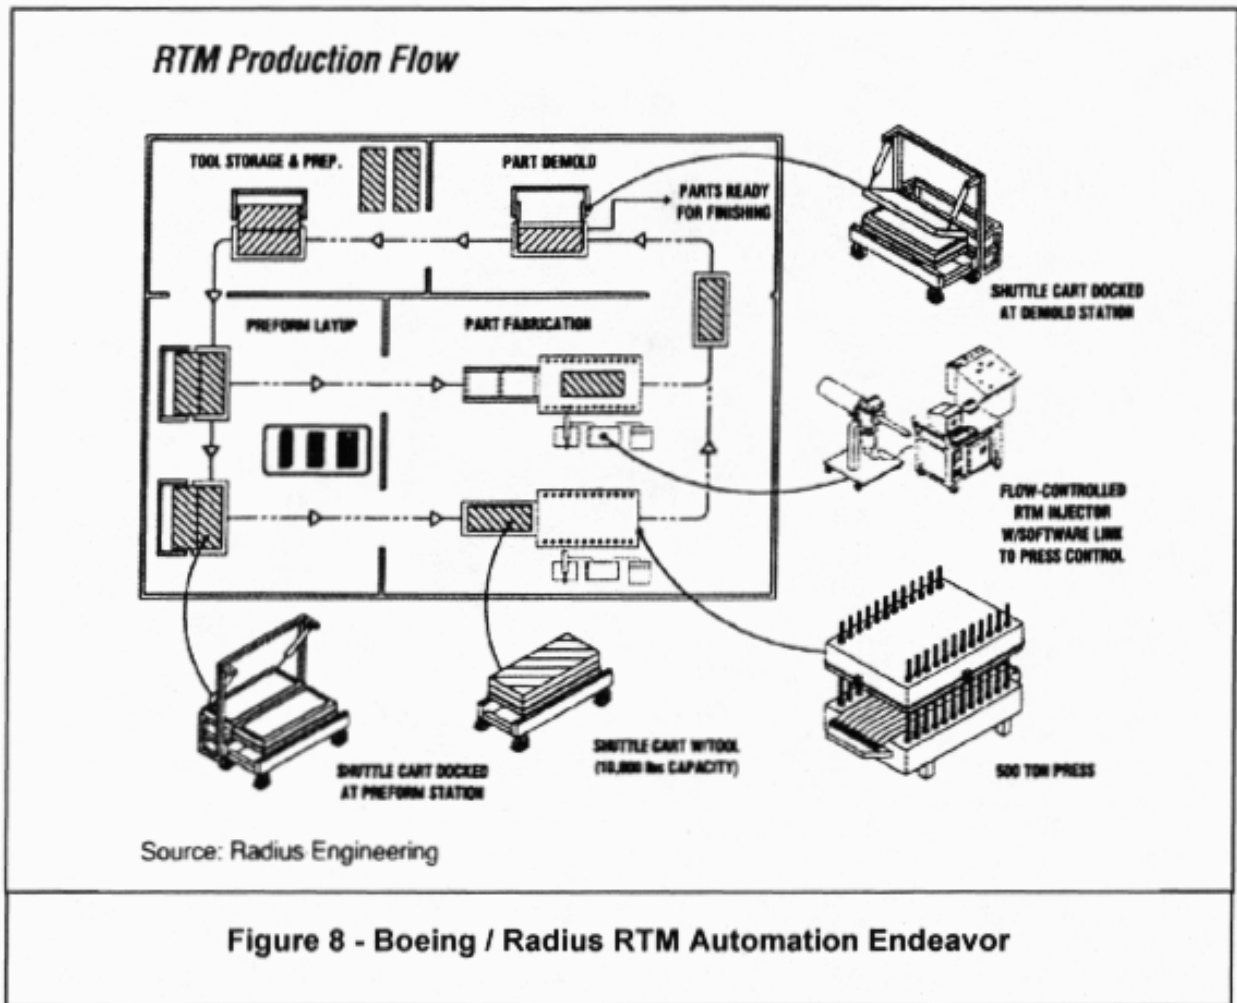 RTM Production Flow
TOOL STORAGE & PREP.
PART DEMOLD
PARTS READY
FOR FINISHING
SHUTTLE CART DOCKED
AT DEMOLD STATION
PREFORM LAYUP
PART FABRICATION
FLOW-CONTROLLED
RTM INJECTOR
W/SOFTWARE LINK
TO PRESS CONTROL
SHUTTLE CART DOCKED
AT PREFORM STATION
SHUTTLE CART W/TOOL
(10,000 lbs CAPACITY)
500 TON PRESS
Source: Radius Engineering
Figure 8 - Boeing / Radius RTM Automation Endeavor